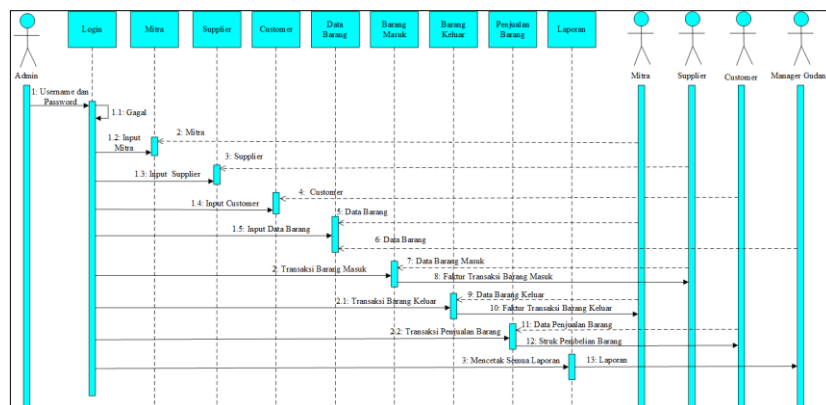 Login
Mitra
Supplier
Customer
Data
Barang
Barang
Masuk
Barang
Keluar
Penjualan
Barang
Laporan
Admin
Mitra
Supplier
Customer
Manager Gudan
1: Username dan
Password
1.1: Gagal
2: Mitra
1.2: Input
Mitra
3: Supplier
1.3: Input Supplier
4: Customer
1.4: Input Customer
5: Data Barang
1.5: Input Data Barang
6: Data Barang
7: Data Barang Masuk
2: Transaksi Barang Masuk
8: Faktur Transaksi Barang Masuk
9: Data Barang Keluar
2.1: Transaksi Barang Keluar
10: Faktur Transaksi Barang Keluar
11: Data Penjualan Barang
2.2: Transaksi Penjualan Barang
12: Struk Pembelian Barang
3: Mencetak Semua Laporan
13: Laporan